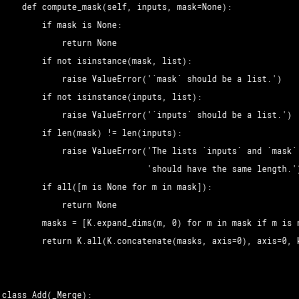 def compute_mask(self, inputs, mask=None):
if mask is None:
return None
if not isinstance(mask, list):
raise ValueError('`mask` should be a list.')
if not isinstance(inputs, list):
raise ValueError('`inputs` should be a list.')
if len(mask) != len(inputs):
raise ValueError('The lists `inputs` and `mask`
'should have the same length.')
if all([m is None for m in mask]):
return None
masks = [K.expand_dims(m, 0) for m in mask if m is
return K.all(K.concatenate(masks, axis=0), axis=0,
class Add(_Merge):